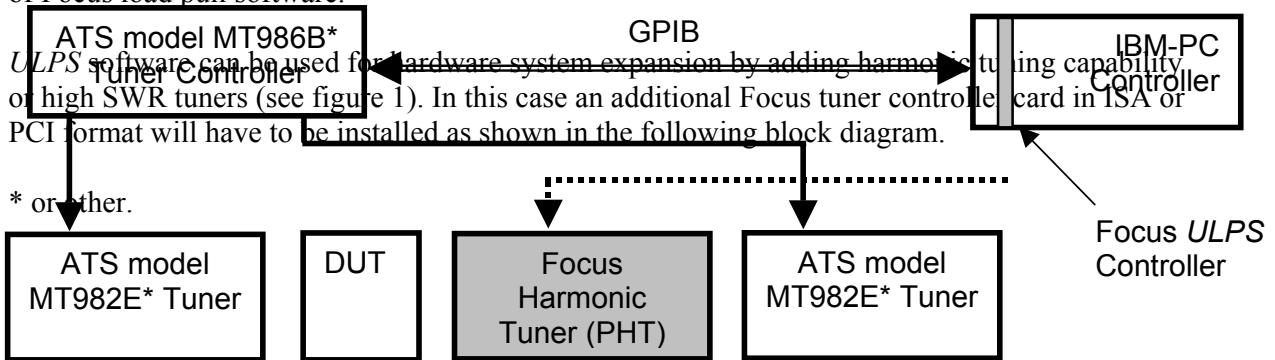 of Focus load pull software.
ATS model MT986B*
Tuner Controller
GPIB
IBM-PC
Controller
ULPS software can be used for hardware system expansion by adding harmonic tuning capability
or high SWR tuners (see figure 1). In this case an additional Focus tuner controller card in ISA or
PCI format will have to be installed as shown in the following block diagram.
* or other.
ATS model
MT982E* Tuner
DUT
Focus
Harmonic
Tuner (PHT)
ATS model
MT982E* Tuner
Focus ULPS
Controller